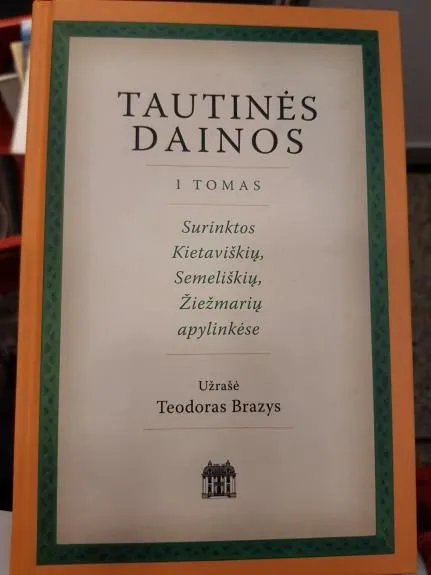 TAUTINĖS
DAINOS
I TOMAS
Surinktos
Kietaviškių,
Semeliškių,
Žiežmarių
apylinkėse
Užrašė
Teodoras Brazys